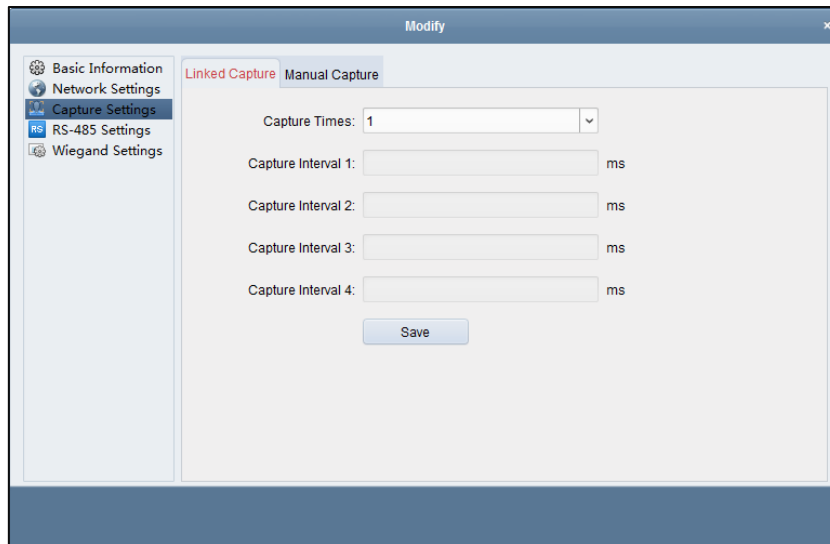 Modify
×
Basic Information
Network Settings
Capture Settings
RS RS-485 Settings
Wiegand Settings
Linked Capture Manual Capture
Capture Times: 1
Capture Interval 1: ms
Capture Interval 2: ms
Capture Interval 3: ms
Capture Interval 4: ms
Save